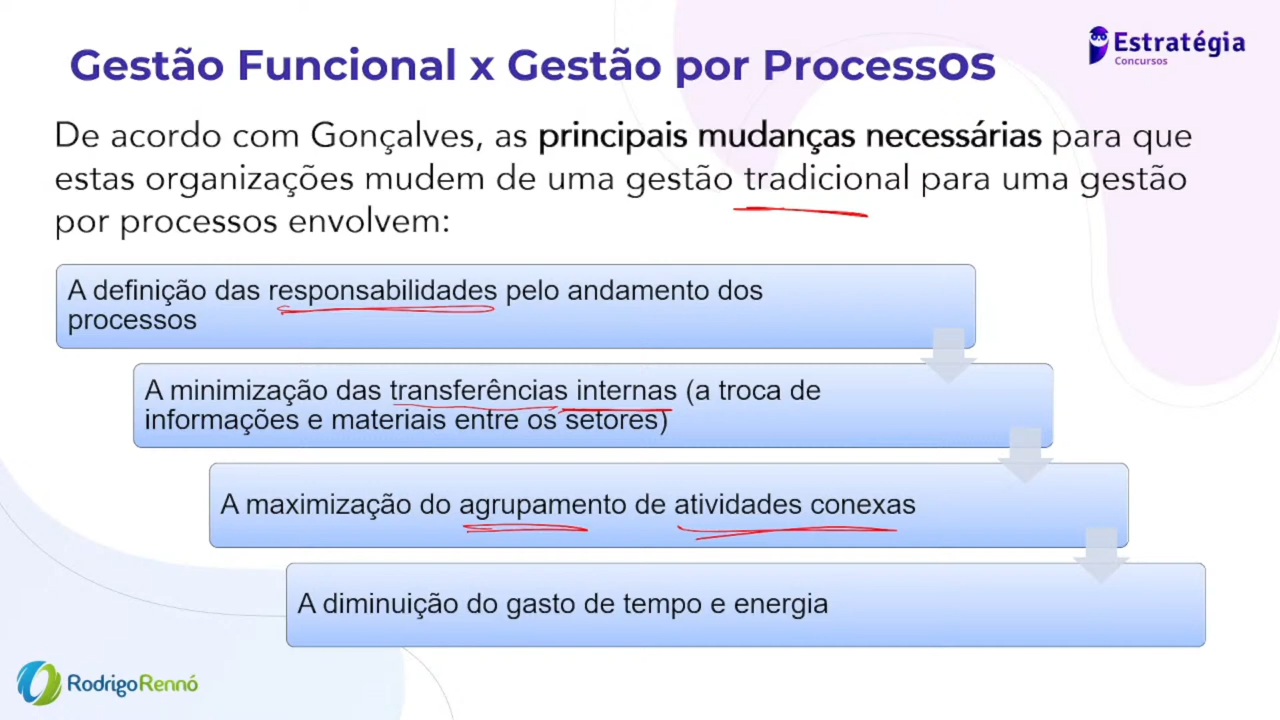 Gestão Funcional x Gestão por Processos
Estratégia
Concursos
De acordo com Gonçalves, as principais mudanças necessárias para que
estas organizações mudem de uma gestão tradicional para uma gestão
por processos envolvem:
A definição das responsabilidades pelo andamento dos
processos
A minimização das transferências internas (a troca de
informações e materiais entre os setores)
A maximização do agrupamento de atividades conexas
A diminuição do gasto de tempo e energia
RodrigoRennó